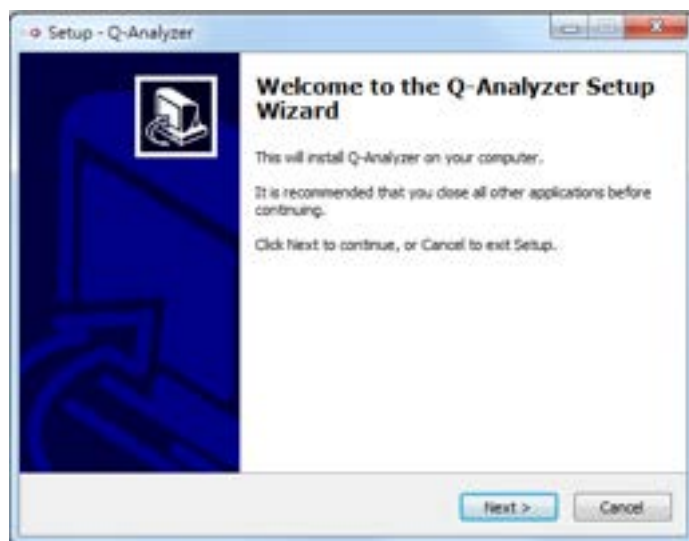 Setup - Q-Analyzer
Welcome to the Q-Analyzer Setup
Wizard
This will install Q-Analyzer on your computer.
It is recommended that you close all other applications before
continuing.
Click Next to continue, or Cancel to exit Setup.
Next >
Cancel